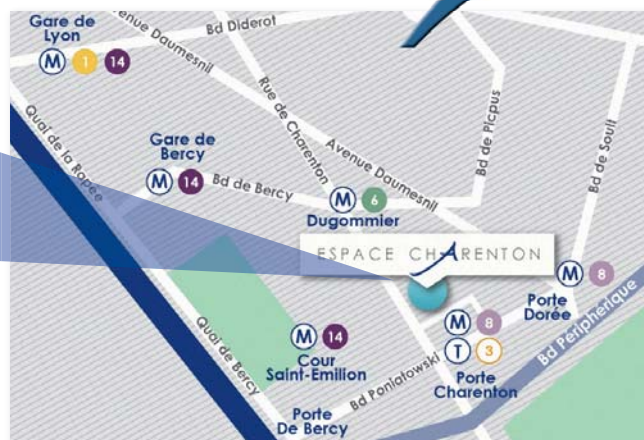 Gare de
Lyon
M 1 14
Bd Diderot
Avenue Daumesnil
Quai de la Rapée
Rue de Charenton
Gare de
Bercy
M 14
Bd de Bercy
Avenue Daumesnil
Bd de Picpus
Bd de Soult
M 6
Dugommier
ESPACE CHARENTON
M 8
Porte
Dorée
M 8
T 3
Porte
Charenton
Bd Périphérique
M 14
Cour
Saint-Emilion
Quai de Bercy
Bd Poniatowski
Porte
De Bercy